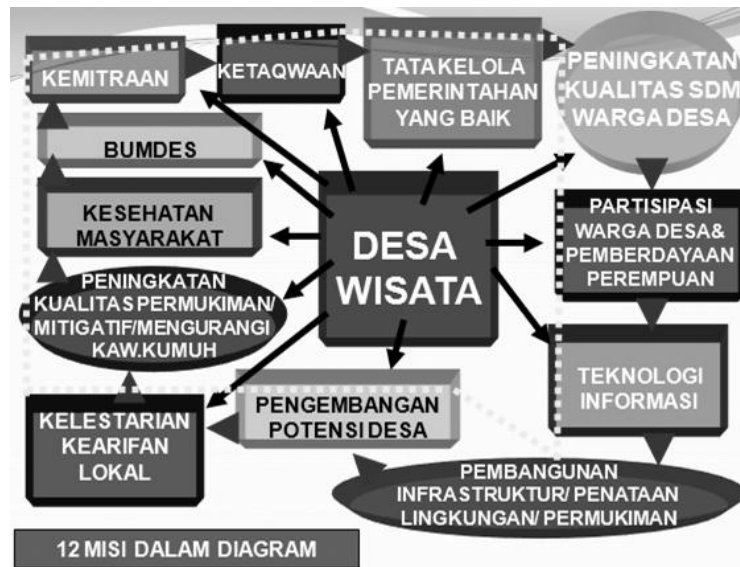 KEMITRAAN
KETAQWAAN
TATAKELOLA
PEMERINTAHAN
YANG BAIK
PENINGKATAN
KUALITAS SDM
WARGA DESA
BUMDES
KESEHATAN
MASYARAKAT
DESA
WISATA
PARTISIPASI
WARGA DESA&
PEMBERDAYAAN
PEREMPUAN
PENINGKATAN
KUALITAS PERMUKIMAN/
MITIGATIF/MENGURANGI
KAW.KUMUH
TEKNOLOGI
INFORMASI
KELESTARIAN
KEARIFAN
LOKAL
PENGEMBANGAN
POTENSI DESA
PEMBANGUNAN
INFRASTRUKTUR/ PENATAAN
LINGKUNGAN/ PERMUKIMAN
12 MISI DALAM DIAGRAM